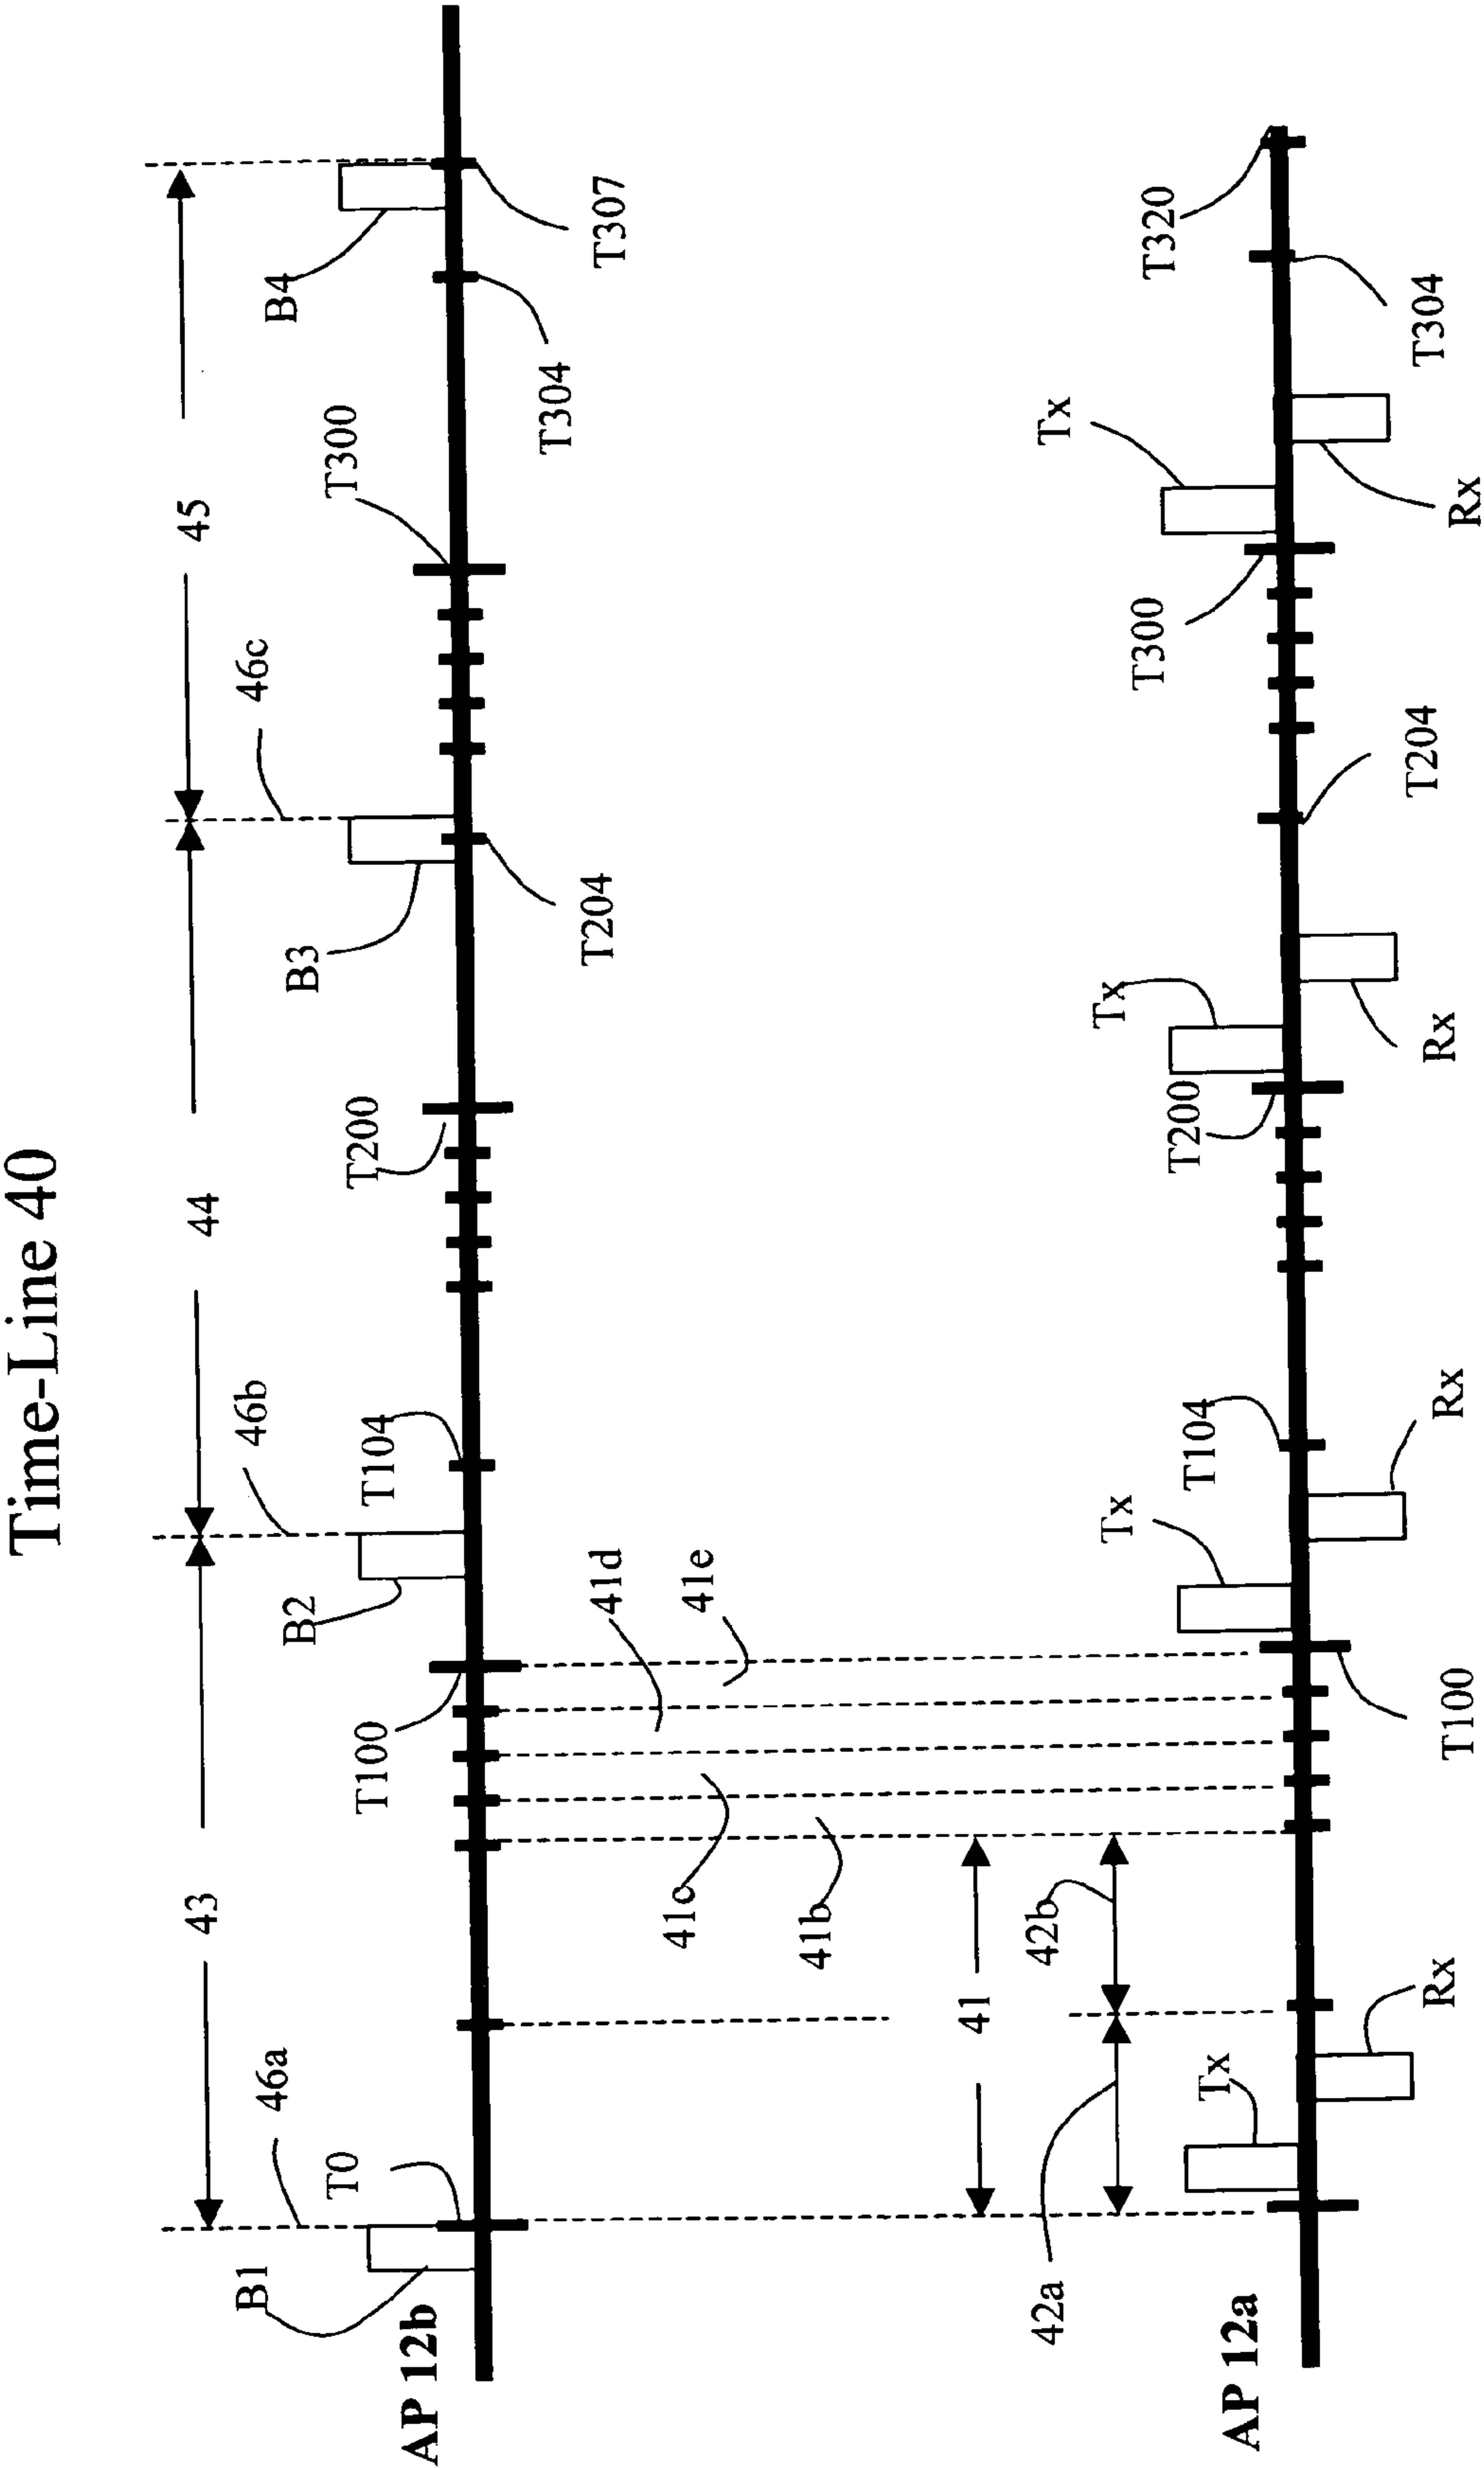 Time-Line 40
43
44
45
46a
46b
46c
B1
T0
B2
T104
T200
B3
T300
B4
AP 12b
T100
T204
T304
T307
41d
41e
41c
41b
41
42b
42a
AP 12a
Tx
Rx
Tx
T104
Rx
T100
T200
Tx
Rx
T204
T300
Tx
Rx
T304
T320